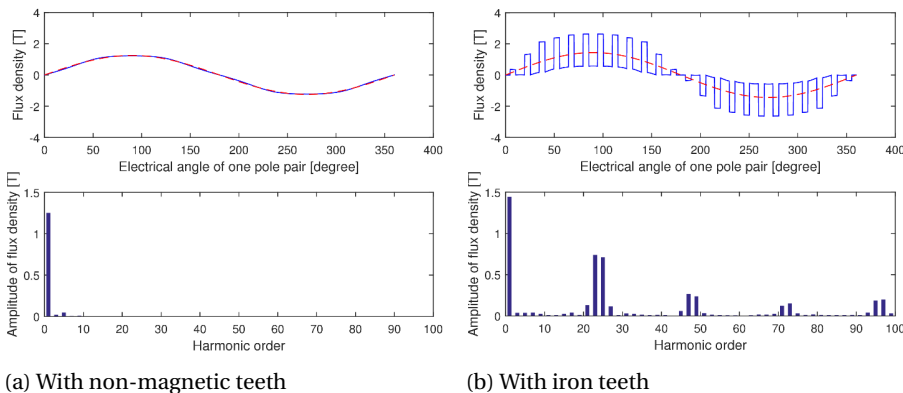 Flux density [T]
4
2
0
-2
-4
0 50 100 150 200 250 300 350 400
Electrical angle of one pole pair [degree]
Amplitude of flux density [T]
1.5
1
0.5
0
0 10 20 30 40 50 60 70 80 90 100
Harmonic order
(a) With non-magnetic teeth
Flux density [T]
4
2
0
-2
-4
0 50 100 150 200 250 300 350 400
Electrical angle of one pole pair [degree]
Amplitude of flux density [T]
1.5
1
0.5
0
0 10 20 30 40 50 60 70 80 90 100
Harmonic order
(b) With iron teeth